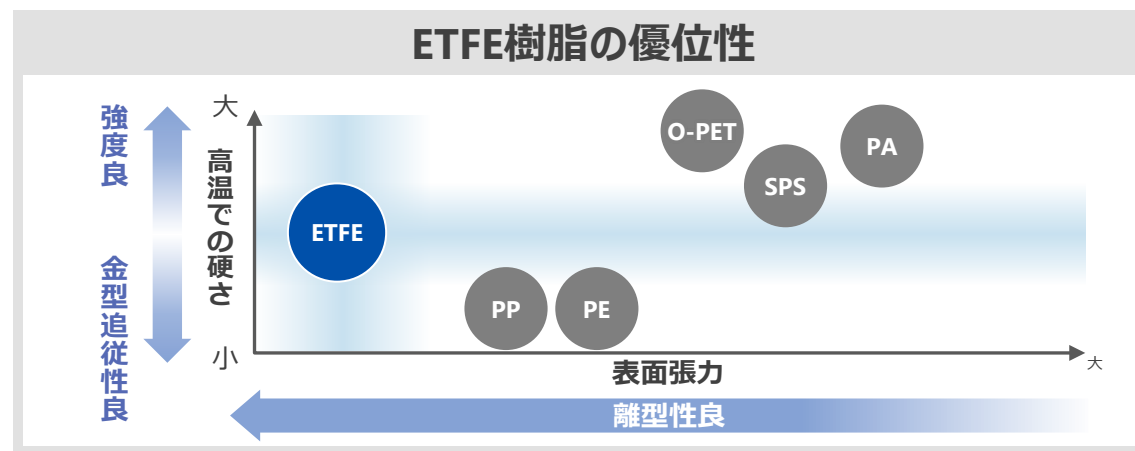 ETFE樹脂の優位性
強度良
金型追従性良
大
高温での硬さ
小
O-PET
PA
SPS
ETFE
PP
PE
表面張力
大
離型性良